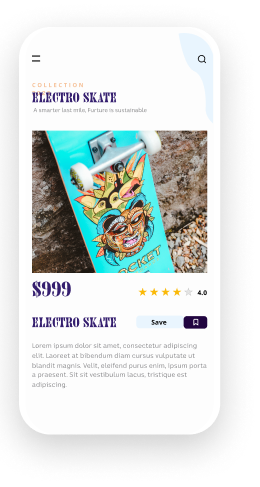 COLLECTION
ELECTRO SKATE
A smarter last mile, Furture is sustainable
ROCKET
$999
4.0
ELECTRO SKATE
Save
Lorem ipsum dolor sit amet, consectetur adipiscing
elit. Laoreet at bibendum diam cursus vulputate ut
blandit magnis. Velit, eleifend purus enim, ipsum porta
a praesent. Sit sit vestibulum lacus, tristique est
adipiscing.